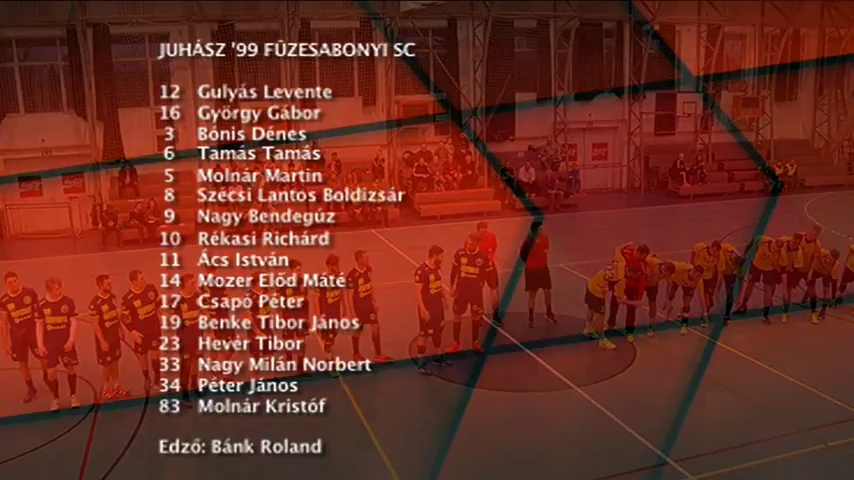 JUHÁSZ '99 FÜZESABONYI SC
12 Gulyás Levente
16 György Gábor
3 Bónis Dénes
6 Tamás Tamás
5 Molnár Martin
8 Szécsi Lantos Boldizsár
9 Nagy Bendegúz
10 Rékasi Richárd
11 Ács István
14 Mozer Előd Máté
17 Csapó Péter
19 Benke Tibor János
23 Hevér Tibor
33 Nagy Milán Norbert
34 Péter János
83 Molnár Kristóf
Edző: Bánk Roland